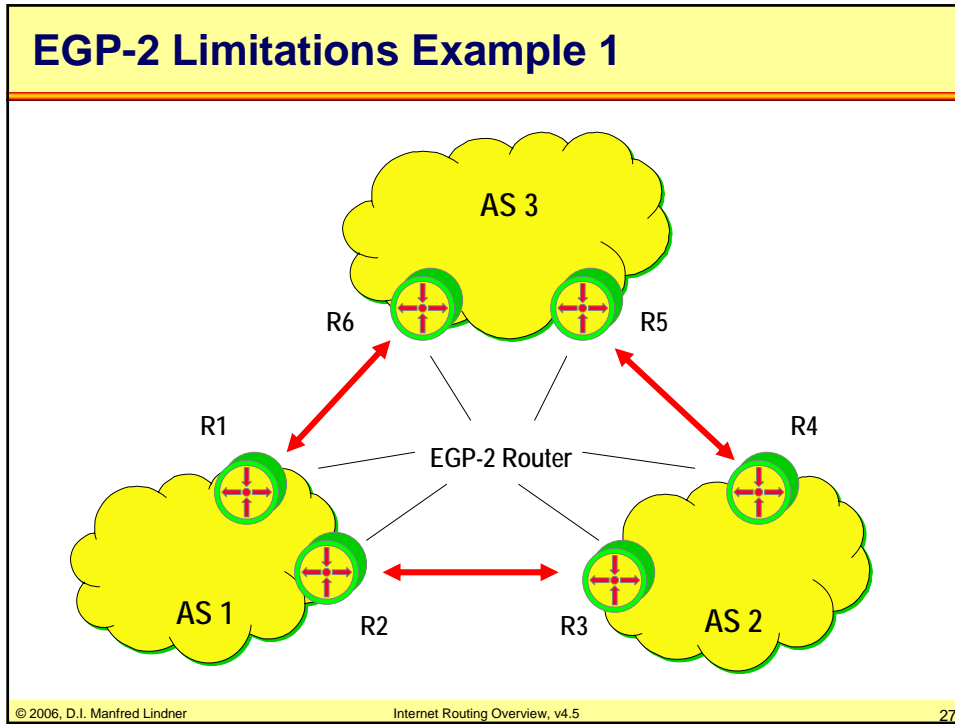 EGP-2 Limitations Example 1
AS 3
R6
R5
R1
R4
EGP-2 Router
AS 1
R2
R3
AS 2
© 2006, D.I. Manfred Lindner
Internet Routing Overview, v4.5
27